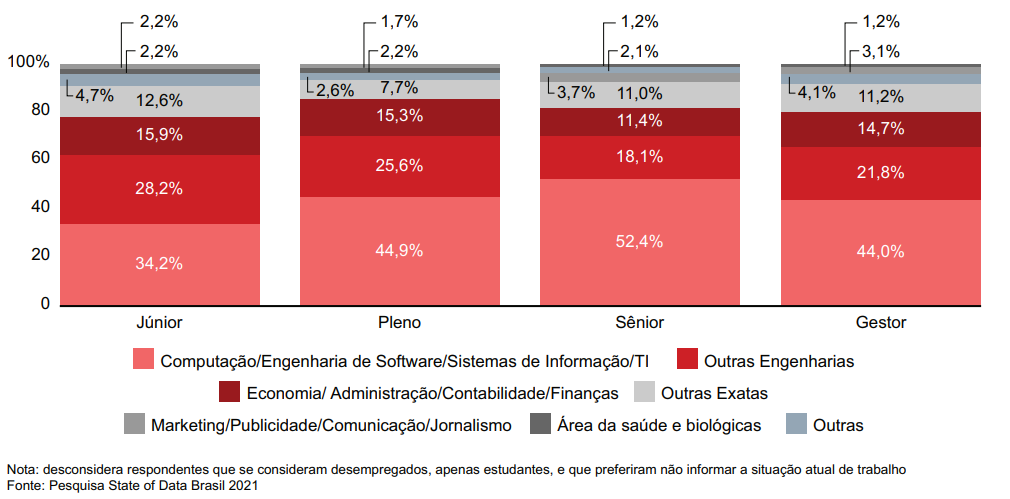 2,2% 1,7% 1,2% 1,2%
2,2% 2,2% 2,1% 3,1%
100%
4,7% 12,6% 2,6% 7,7% 3,7% 11,0% 4,1% 11,2%
80
15,9% 15,3% 11,4% 14,7%
60
28,2% 25,6% 18,1% 21,8%
40
34,2% 44,9% 52,4% 44,0%
20
0
Júnior Pleno Sênior Gestor
Computação/Engenharia de Software/Sistemas de Informação/TI Outras Engenharias
Economia/ Administração/Contabilidade/Finanças Outras Exatas
Marketing/Publicidade/Comunicação/Jornalismo Área da saúde e biológicas Outras
Nota: desconsidera respondentes que se consideram desempregados, apenas estudantes, e que preferiram não informar a situação atual de trabalho
Fonte: Pesquisa State of Data Brasil 2021